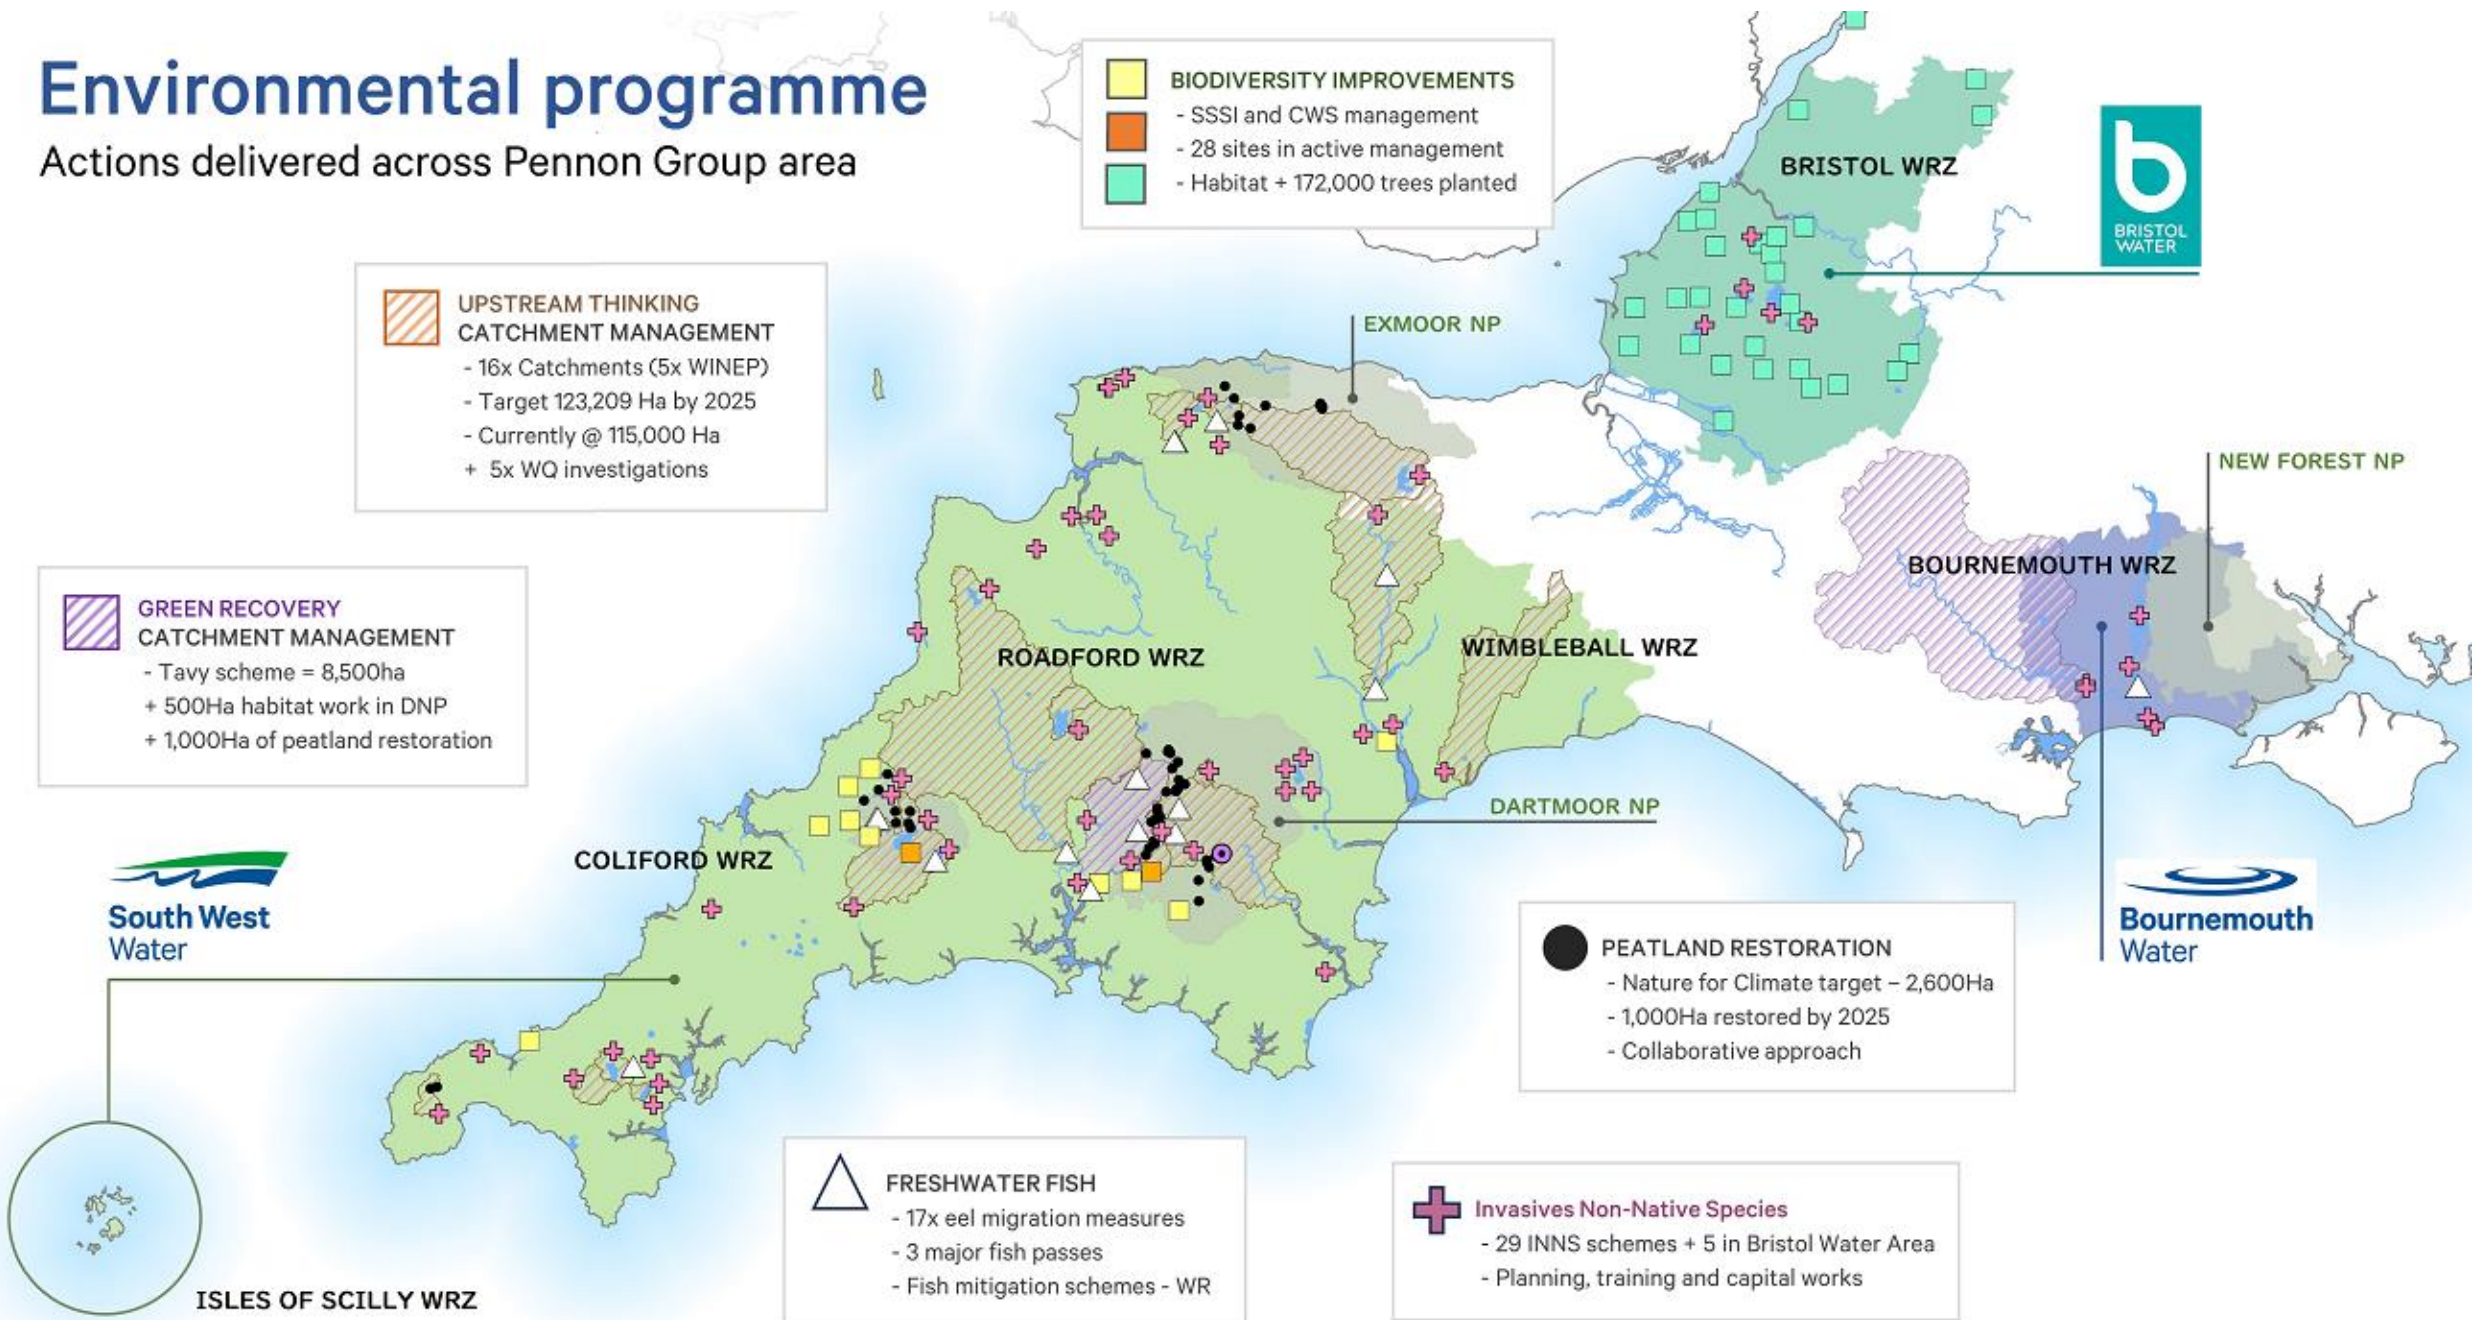 Environmental programme
Actions delivered across Pennon Group area
BIODIVERSITY IMPROVEMENTS
- SSSI and CWS management
- 28 sites in active management
- Habitat + 172,000 trees planted
BRISTOL WRZ
b
BRISTOL
WATER
UPSTREAM THINKING
CATCHMENT MANAGEMENT
- 16x Catchments (5x WINEP)
- Target 123,209 Ha by 2025
- Currently @ 115,000 Ha
+ 5x WQ investigations
EXMOOR NP
NEW FOREST NP
BOURNEMOUTH WRZ
GREEN RECOVERY
CATCHMENT MANAGEMENT
- Tavy scheme = 8,500ha
+ 500Ha habitat work in DNP
+ 1,000Ha of peatland restoration
ROADFORD WRZ
WIMBLEBALL WRZ
DARTMOOR NP
COLIFORD WRZ
South West
Water
Bournemouth
Water
PEATLAND RESTORATION
- Nature for Climate target – 2,600Ha
- 1,000Ha restored by 2025
- Collaborative approach
FRESHWATER FISH
- 17x eel migration measures
- 3 major fish passes
- Fish mitigation schemes - WR
Invasives Non-Native Species
- 29 INNS schemes + 5 in Bristol Water Area
- Planning, training and capital works
ISLES OF SCILLY WRZ